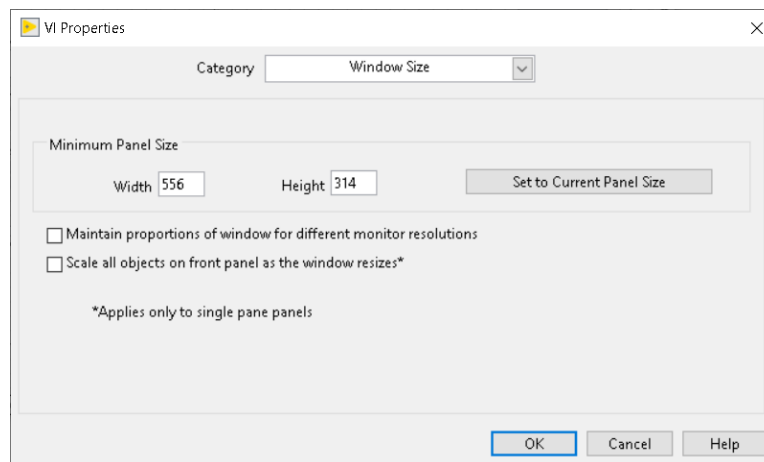 VI Properties
Category Window Size
Minimum Panel Size
Width 556 Height 314 Set to Current Panel Size
Maintain proportions of window for different monitor resolutions
Scale all objects on front panel as the window resizes*
*Applies only to single pane panels
OK Cancel Help